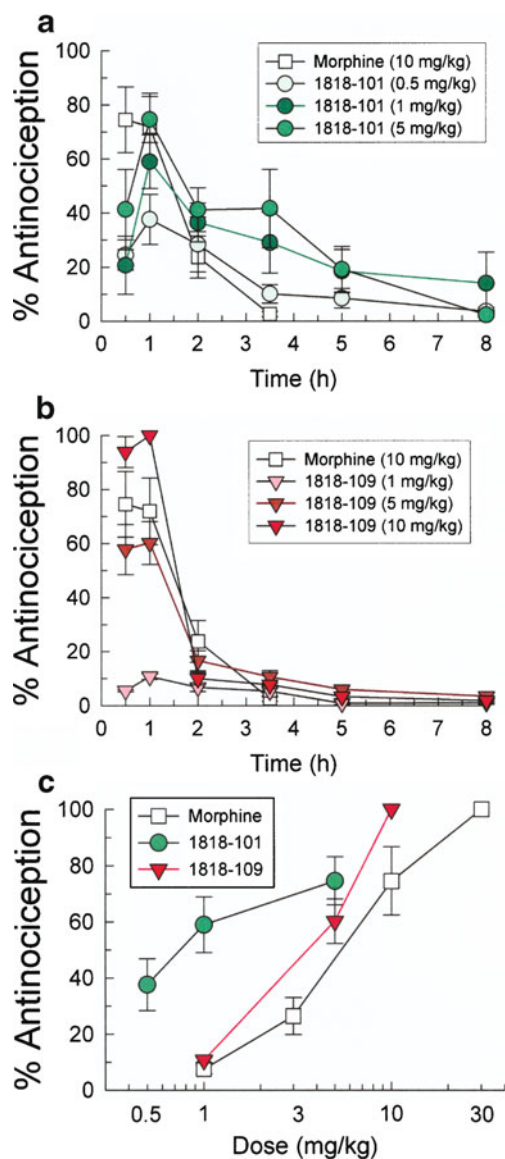 a
100
80
60
40
20
0
% Antinociception
Morphine (10 mg/kg)
1818-101 (0.5 mg/kg)
1818-101 (1 mg/kg)
1818-101 (5 mg/kg)
0 1 2 3 4 5 6 7 8
Time (h)
b
100
80
60
40
20
0
% Antinociception
Morphine (10 mg/kg)
1818-109 (1 mg/kg)
1818-109 (5 mg/kg)
1818-109 (10 mg/kg)
0 1 2 3 4 5 6 7 8
Time (h)
c
100
80
60
40
20
0
% Antinociception
Morphine
1818-101
1818-109
0.5 1 3 10 30
Dose (mg/kg)